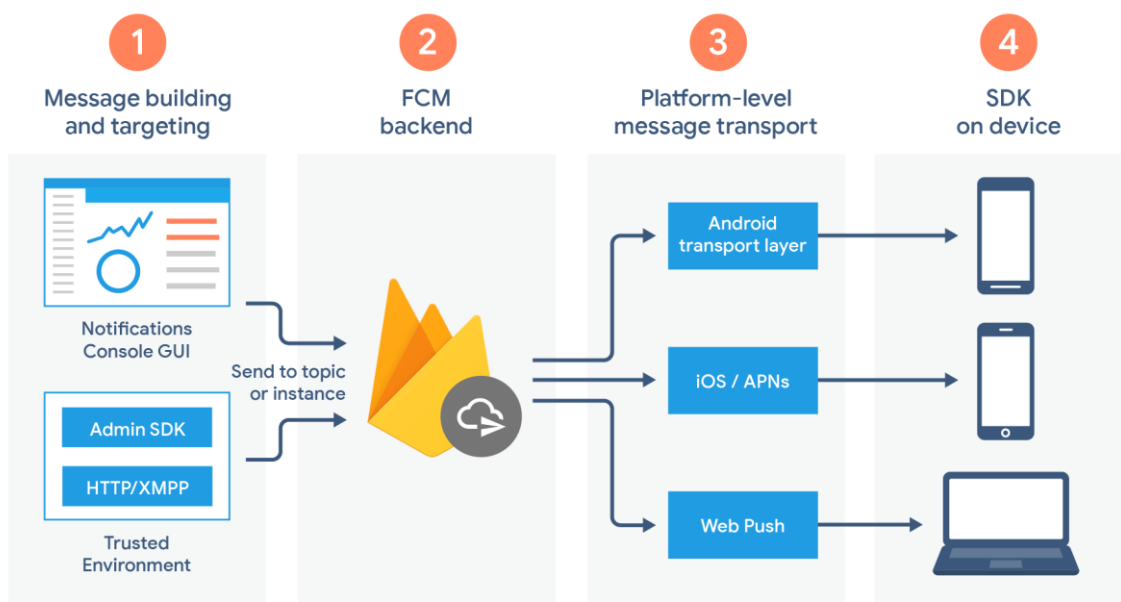 1
Message building
and targeting
2
FCM
backend
3
Platform-level
message transport
4
SDK
on device
Notifications
Console GUI
Send to topic
or instance
Admin SDK
HTTP/XMPP
Trusted
Environment
Android
transport layer
iOS / APNs
Web Push